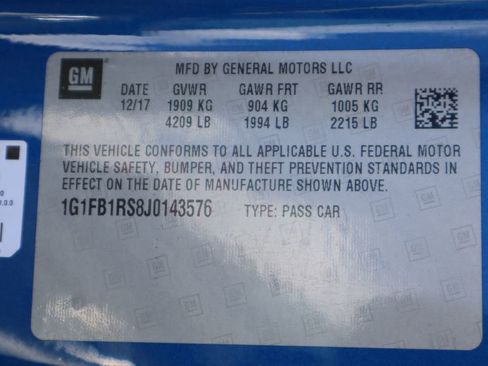 GM
MFD BY GENERAL MOTORS LLC
DATE GVWR GAWR FRT GAWR RR
12/17 1909 KG 904 KG 1005 KG
4209 LB 1994 LB 2215 LB
THIS VEHICLE CONFORMS TO ALL APPLICABLE U.S. FEDERAL MOTOR
VEHICLE SAFETY, BUMPER, AND THEFT PREVENTION STANDARDS IN
EFFECT ON THE DATE OF MANUFACTURE SHOWN ABOVE.
1G1FB1RS8J0143576 TYPE: PASS CAR